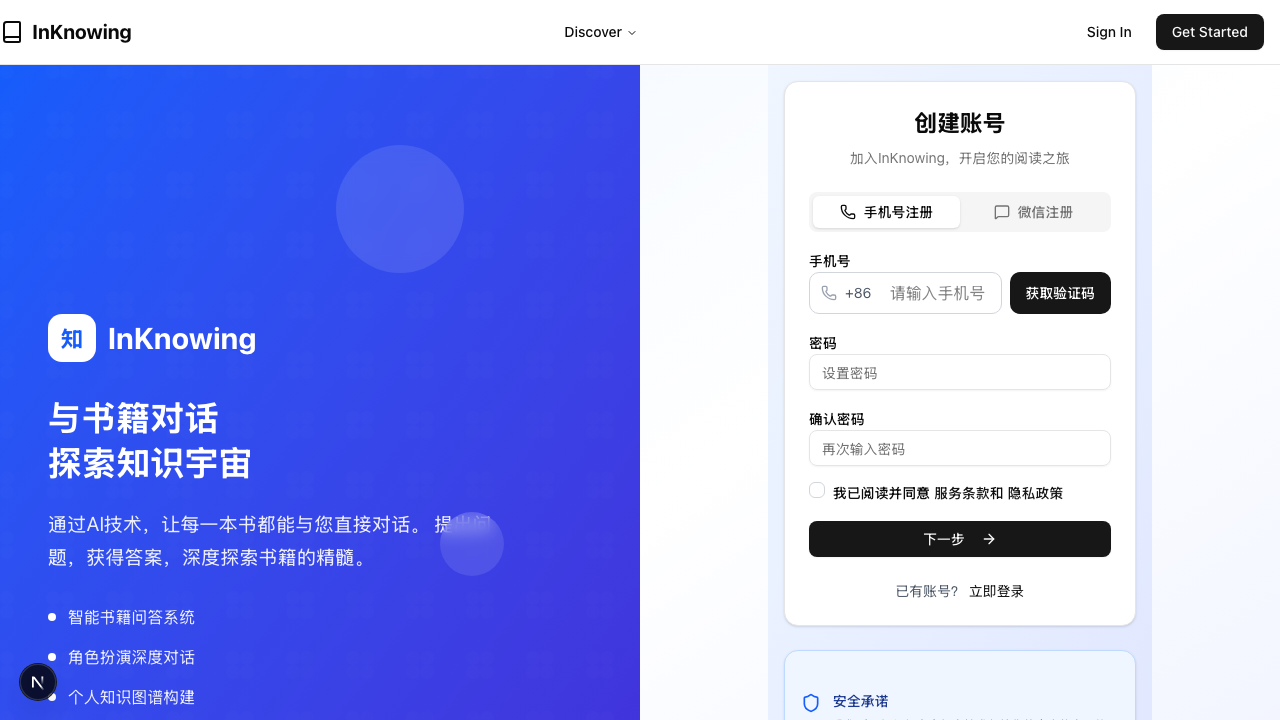 InKnowing
Discover
Sign In
Get Started
知 InKnowing
与书籍对话
探索知识宇宙
通过AI技术，让每一本书都能与您直接对话。 提出问
题，获得答案，深度探索书籍的精髓。
智能书籍问答系统
角色扮演深度对话
个人知识图谱构建
N
创建账号
加入InKnowing，开启您的阅读之旅
手机号注册
微信注册
手机号
+86 请输入手机号
获取验证码
密码
设置密码
确认密码
再次输入密码
我已阅读并同意 服务条款和 隐私政策
下一步
已有账号? 立即登录
安全承诺